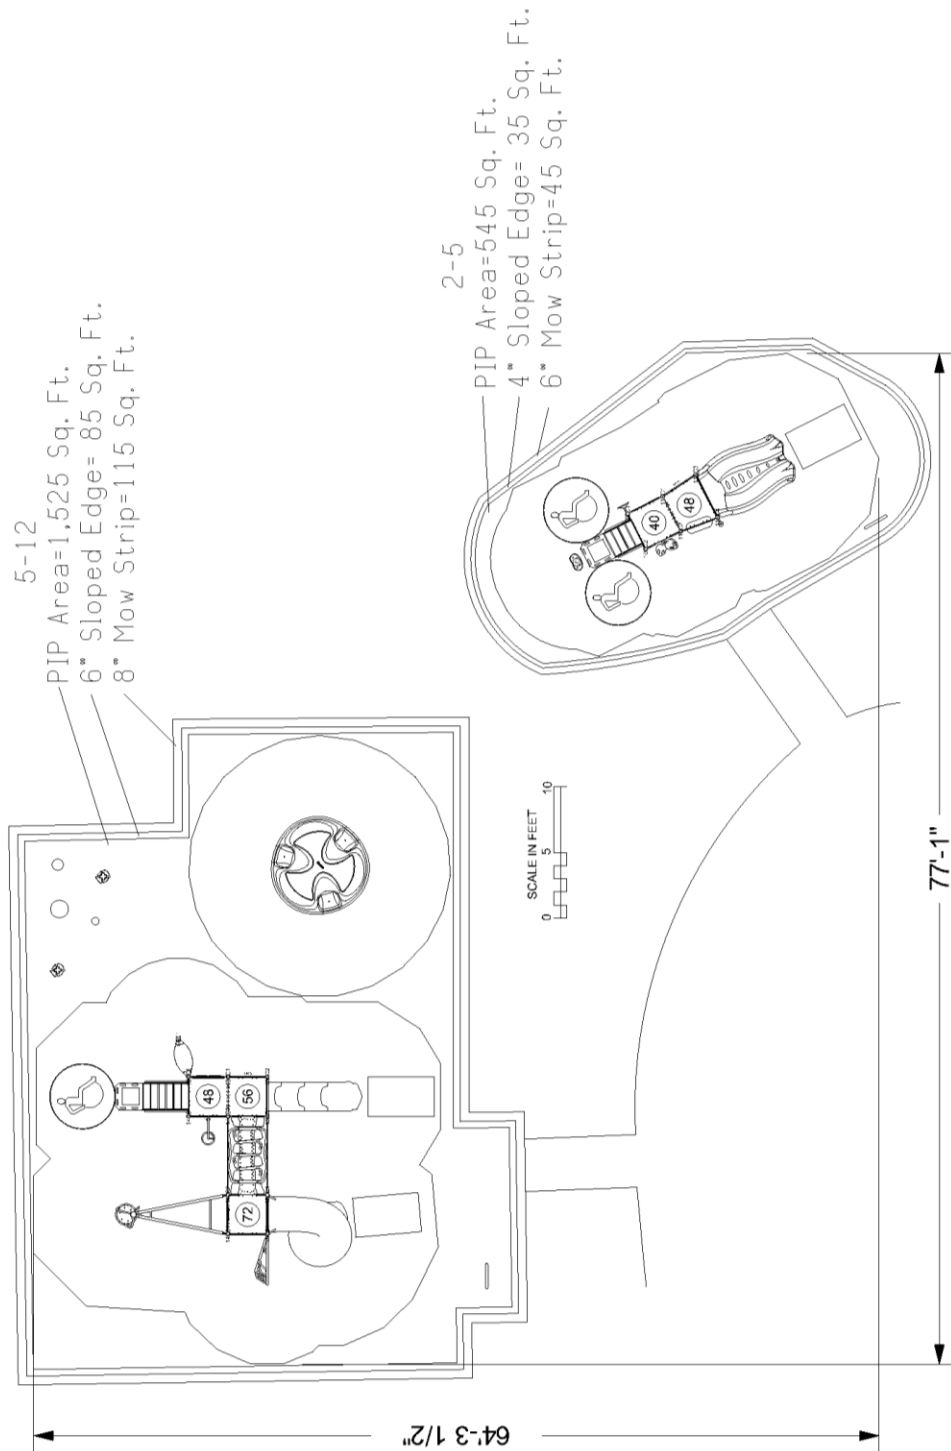 5-12
PIP Area=1,525 Sq. Ft.
6" Sloped Edge= 85 Sq. Ft.
8" Mow Strip=115 Sq. Ft.
2-5
PIP Area=545 Sq. Ft.
4" Sloped Edge= 35 Sq. Ft.
6" Mow Strip=45 Sq. Ft.
48
56
72
40
48
SCALE IN FEET
0 5 10
64'-3 1/2"
77'-1"